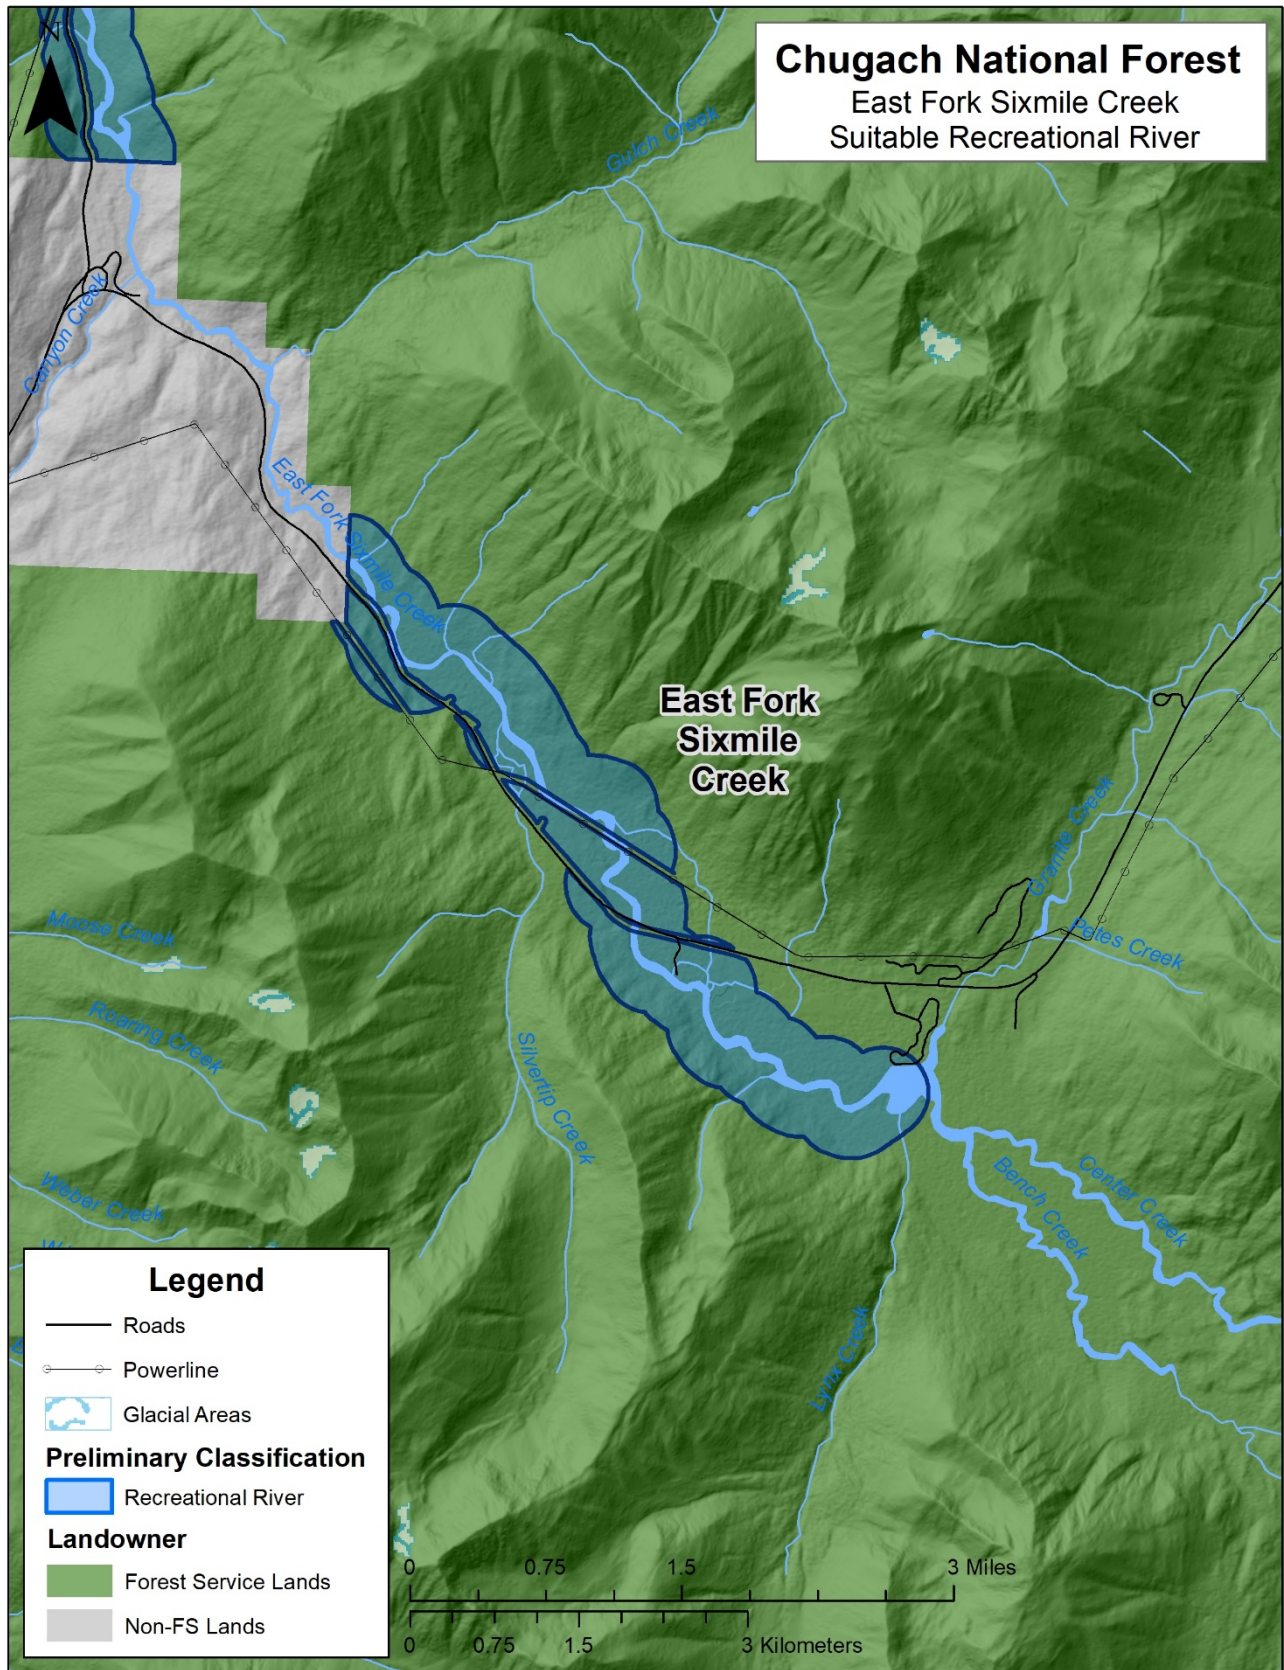 N
Chugach National Forest
East Fork Sixmile Creek
Suitable Recreational River
Gulch Creek
Canyon Creek
East Fork Sixmile Creek
East Fork
Sixmile
Creek
Granite Creek
Petes Creek
Moose Creek
Roaring Creek
Silvertip Creek
Center Creek
Bench Creek
Weber Creek
Lynx Creek
Legend
Roads
Powerline
Glacial Areas
Preliminary Classification
Recreational River
Landowner
Forest Service Lands
Non-FS Lands
0 0.75 1.5 3 Miles
0 0.75 1.5 3 Kilometers